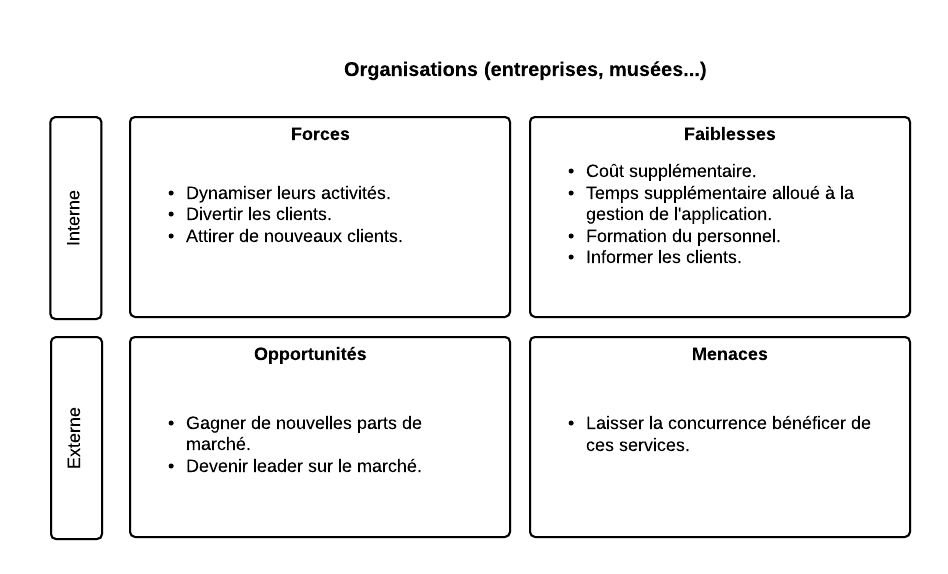 Organisations (entreprises, musées...)
Interne
Forces
• Dynamiser leurs activités.
• Divertir les clients.
• Attirer de nouveaux clients.
Faiblesses
• Coût supplémentaire.
• Temps supplémentaire alloué à la
gestion de l'application.
• Formation du personnel.
• Informer les clients.
Externe
Opportunités
• Gagner de nouvelles parts de
marché.
• Devenir leader sur le marché.
Menaces
• Laisser la concurrence bénéficer de
ces services.